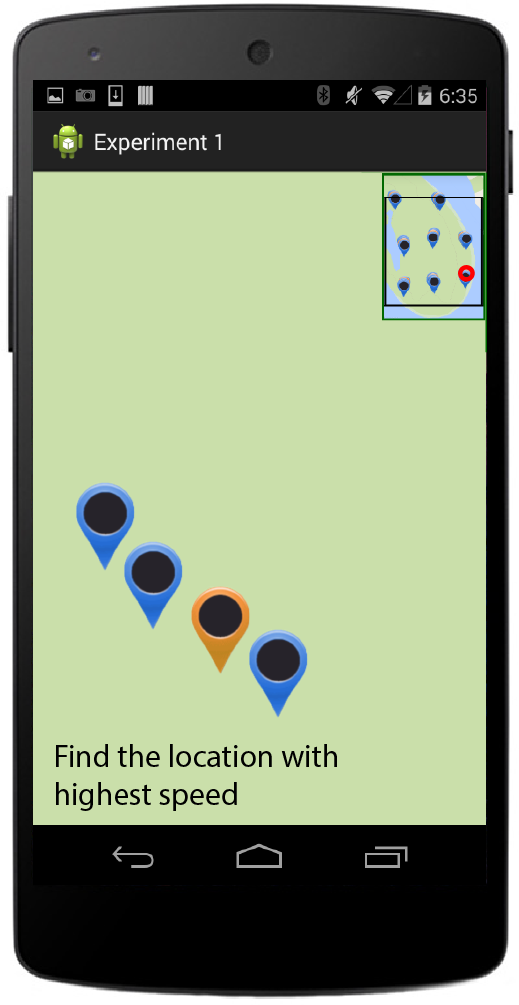 6:35
Experiment 1
Find the location with
highest speed